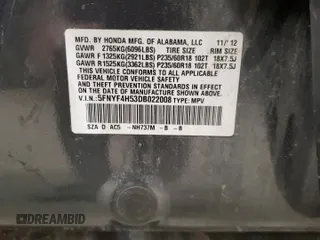 MFD. BY HONDA MFG. OF ALABAMA, LLC 11/'12
GVWR 2765KG(6096LBS) TIRE SIZE RIM SIZE
GAWR F 1325KG(2921LBS) P235/60R18 102T 18X7.5J
GAWR R 1525KG(3362LBS) P235/60R18 102T 18X7.5J
THIS VEHICLE CONFORMS TO ALL APPLICABLE
FEDERAL MOTOR VEHICLE SAFETY
AND THEFT PREVENTION STANDARDS IN EFFECT
ON THE DATE OF MANUFACTURE SHOWN ABOVE.
V.I.N.: 5FNYF4H53DB022008 TYPE: MPV
SZA D AC5 -NH737M -B -B
© DREAMBID